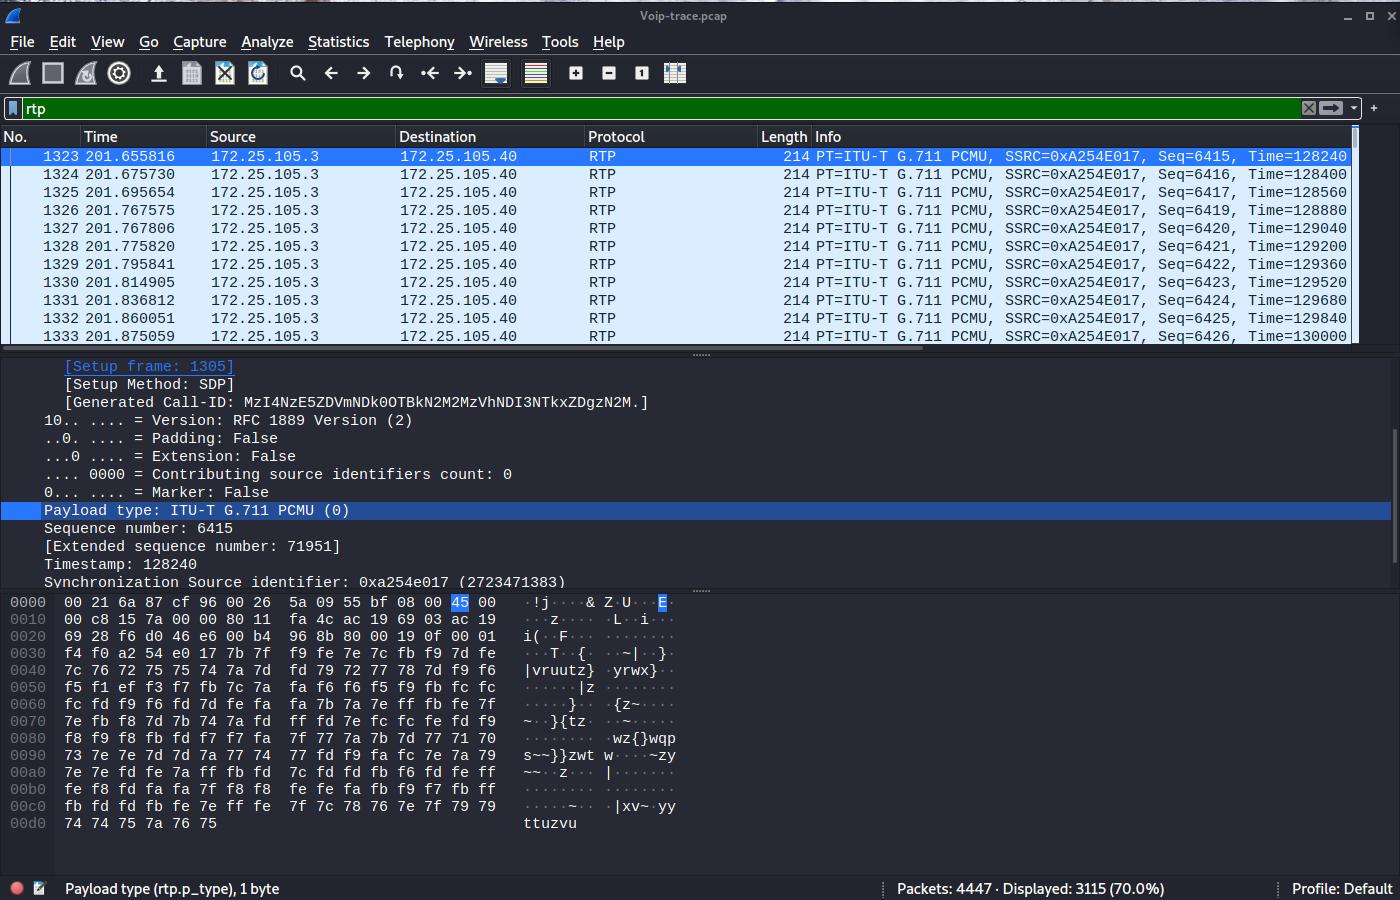 Voip-trace.pcap
File Edit View Go Capture Analyze Statistics Telephony Wireless Tools Help
rtp
No. Time Source Destination Protocol Length Info
1323 201.655816 172.25.105.3 172.25.105.40 RTP 214 PT=ITU-T G.711 PCMU, SSRC=0xA254E017, Seq=6415, Time=128240
1324 201.675730 172.25.105.3 172.25.105.40 RTP 214 PT=ITU-T G.711 PCMU, SSRC=0xA254E017, Seq=6416, Time=128400
1325 201.695654 172.25.105.3 172.25.105.40 RTP 214 PT=ITU-T G.711 PCMU, SSRC=0xA254E017, Seq=6417, Time=128560
1326 201.767575 172.25.105.3 172.25.105.40 RTP 214 PT=ITU-T G.711 PCMU, SSRC=0xA254E017, Seq=6419, Time=128880
1327 201.767806 172.25.105.3 172.25.105.40 RTP 214 PT=ITU-T G.711 PCMU, SSRC=0xA254E017, Seq=6420, Time=129040
1328 201.775820 172.25.105.3 172.25.105.40 RTP 214 PT=ITU-T G.711 PCMU, SSRC=0xA254E017, Seq=6421, Time=129200
1329 201.795841 172.25.105.3 172.25.105.40 RTP 214 PT=ITU-T G.711 PCMU, SSRC=0xA254E017, Seq=6422, Time=129360
1330 201.814905 172.25.105.3 172.25.105.40 RTP 214 PT=ITU-T G.711 PCMU, SSRC=0xA254E017, Seq=6423, Time=129520
1331 201.836812 172.25.105.3 172.25.105.40 RTP 214 PT=ITU-T G.711 PCMU, SSRC=0xA254E017, Seq=6424, Time=129680
1332 201.860051 172.25.105.3 172.25.105.40 RTP 214 PT=ITU-T G.711 PCMU, SSRC=0xA254E017, Seq=6425, Time=129840
1333 201.875059 172.25.105.3 172.25.105.40 RTP 214 PT=ITU-T G.711 PCMU, SSRC=0xA254E017, Seq=6426, Time=130000
[Setup frame: 1305]
[Setup Method: SDP]
[Generated Call-ID: MzI4NzE5ZDVmNDk0OTBkN2M2MzVhNDI3NTkxZDgzN2M.]
10.. .... = Version: RFC 1889 Version (2)
..0. .... = Padding: False
...0 .... = Extension: False
.... 0000 = Contributing source identifiers count: 0
0... .... = Marker: False
Payload type: ITU-T G.711 PCMU (0)
Sequence number: 6415
[Extended sequence number: 71951]
Timestamp: 128240
Synchronization Source identifier: 0xa254e017 (2723471383)
0000 00 21 6a 87 cf 96 00 26 5a 09 55 bf 08 00 45 00 ·!j····& Z·U···E·
0010 00 c8 15 7a 00 00 80 11 fa 4c ac 19 69 03 ac 19 ···z···· ·L··i···
0020 69 28 f6 d0 46 e6 00 b4 96 8b 80 00 19 0f 00 01 i(··F··· ········
0030 f4 f0 a2 54 e0 17 7b 7f f9 fe 7e 7c fb f9 7d fe ···T··{· ··~|··}·
0040 7c 76 72 75 75 74 7a 7d fd 79 72 77 78 7d f9 f6 |vruutz} ·yrwx}··
0050 f5 f1 ef f3 f7 fb 7c 7a fa f6 f6 f5 f9 fb fc fc ······|z ········
0060 fc fd f9 f6 fd 7d fe fa fa 7b 7a 7e ff fb fe 7f ·····}·· ·{z~····
0070 7e fb f8 7d 7b 74 7a fd ff fd 7e fc fc fe fd f9 ~··}{tz· ··~·····
0080 f8 f9 f8 fb fd f7 f7 fa 7f 77 7a 7b 7d 77 71 70 ········ ·wz{}wqp
0090 73 7e 7e 7d 7d 7a 77 74 77 fd f9 fa fc 7e 7a 79 s~~}}zwt w····~zy
00a0 7e 7e fd fe 7a ff fb fd 7c fd fd fb f6 fd fe ff ~~··z··· |·······
00b0 fe f8 fd fa fa 7f f8 f8 fe fe fa fb f9 f7 fb ff ········ ········
00c0 fb fd fd fb fe 7e ff fe 7f 7c 78 76 7e 7f 79 79 ·····~·· ·|xv~·yy
00d0 74 74 75 7a 76 75 ttuzvu
Payload type (rtp.p_type), 1 byte Packets: 4447 · Displayed: 3115 (70.0%) Profile: Default